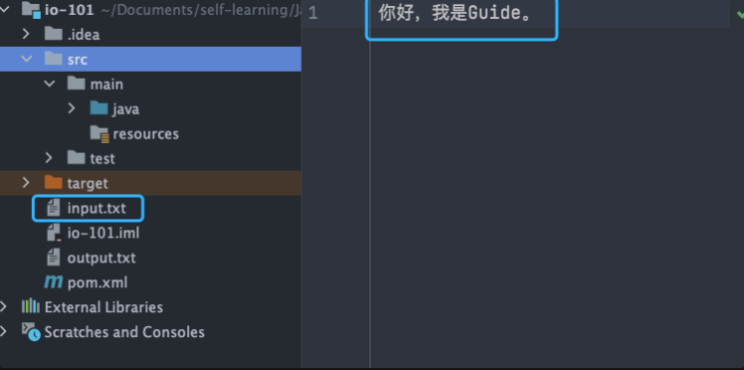 io-101 ~/Documents/self-learning/
.idea
src
main
java
resources
test
target
input.txt
io-101.iml
output.txt
pom.xml
External Libraries
Scratches and Consoles
1 你好，我是Guide。